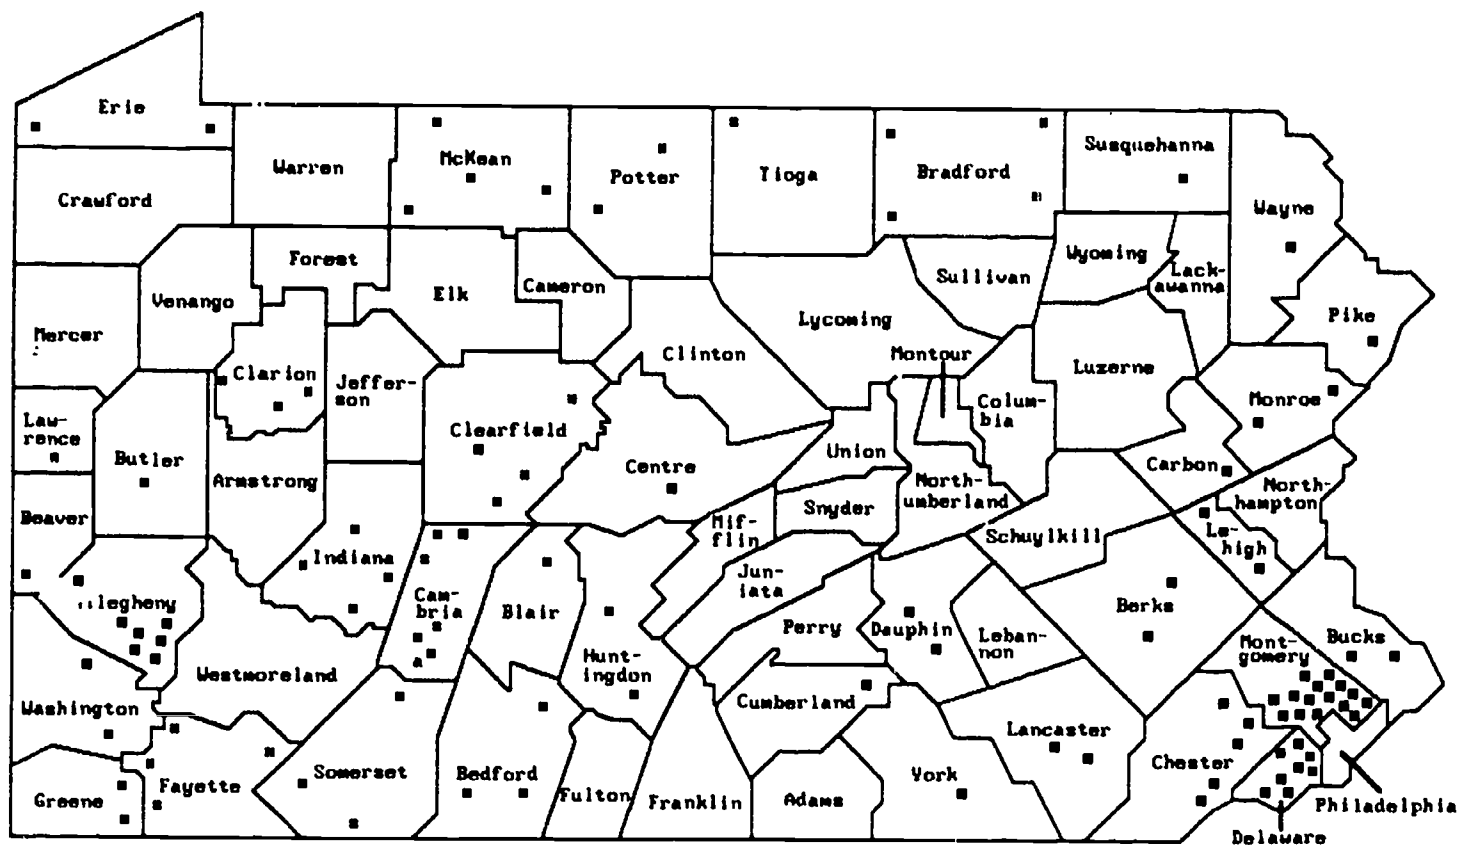 Erie
Warren
McKean
Potter
Tioga
Bradford
Susquehanna
Crawford
Wayne
Forest
Venango
Elk
Cameron
Sullivan
Wyoming
Lack-
awanna
Mercer
Lycoming
Pike
Clinton
Montour
Luzerne
Clarion
Jeffer-
son
Monroe
Colum-
bia
Law-
rence
Clearfield
Butler
Centre
Union
Carbon
Armstrong
North-
umberland
North-
hampton
Snyder
Beaver
Mif-
flin
Schuylkill
Le-
high
Indiana
Jun-
iata
llegheny
Cam-
bria
Blair
Perry
Dauphin
Leban-
non
Berks
Mont-
gomery
Bucks
Hunt-
ingdon
Westmoreland
Washington
Cumberland
Lancaster
Chester
Greene
Fayette
Somerset
Bedford
Fulton
Franklin
Adams
York
Philadelphia
Delaware